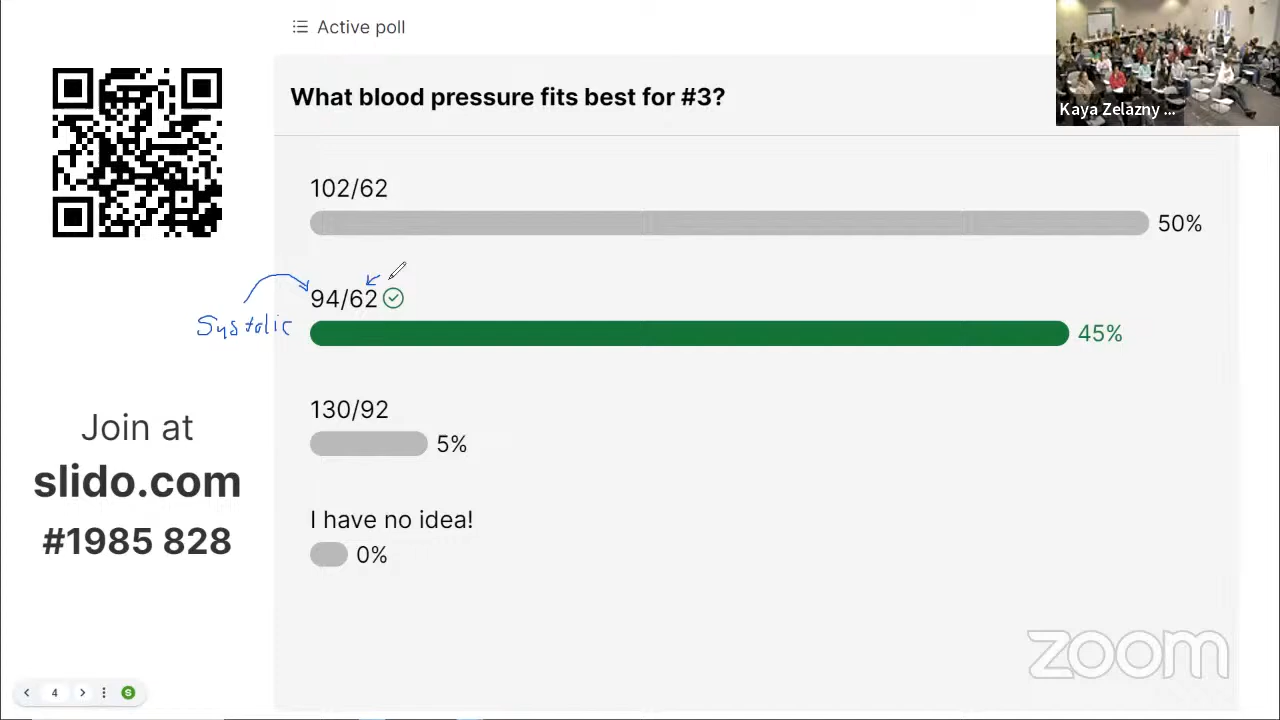 Active poll
What blood pressure fits best for #3?
Kaya Zelazny ...
102/62
50%
94/62
Systolic
45%
130/92
5%
Join at
slido.com
#1985 828
I have no idea!
0%
zoom
4
S